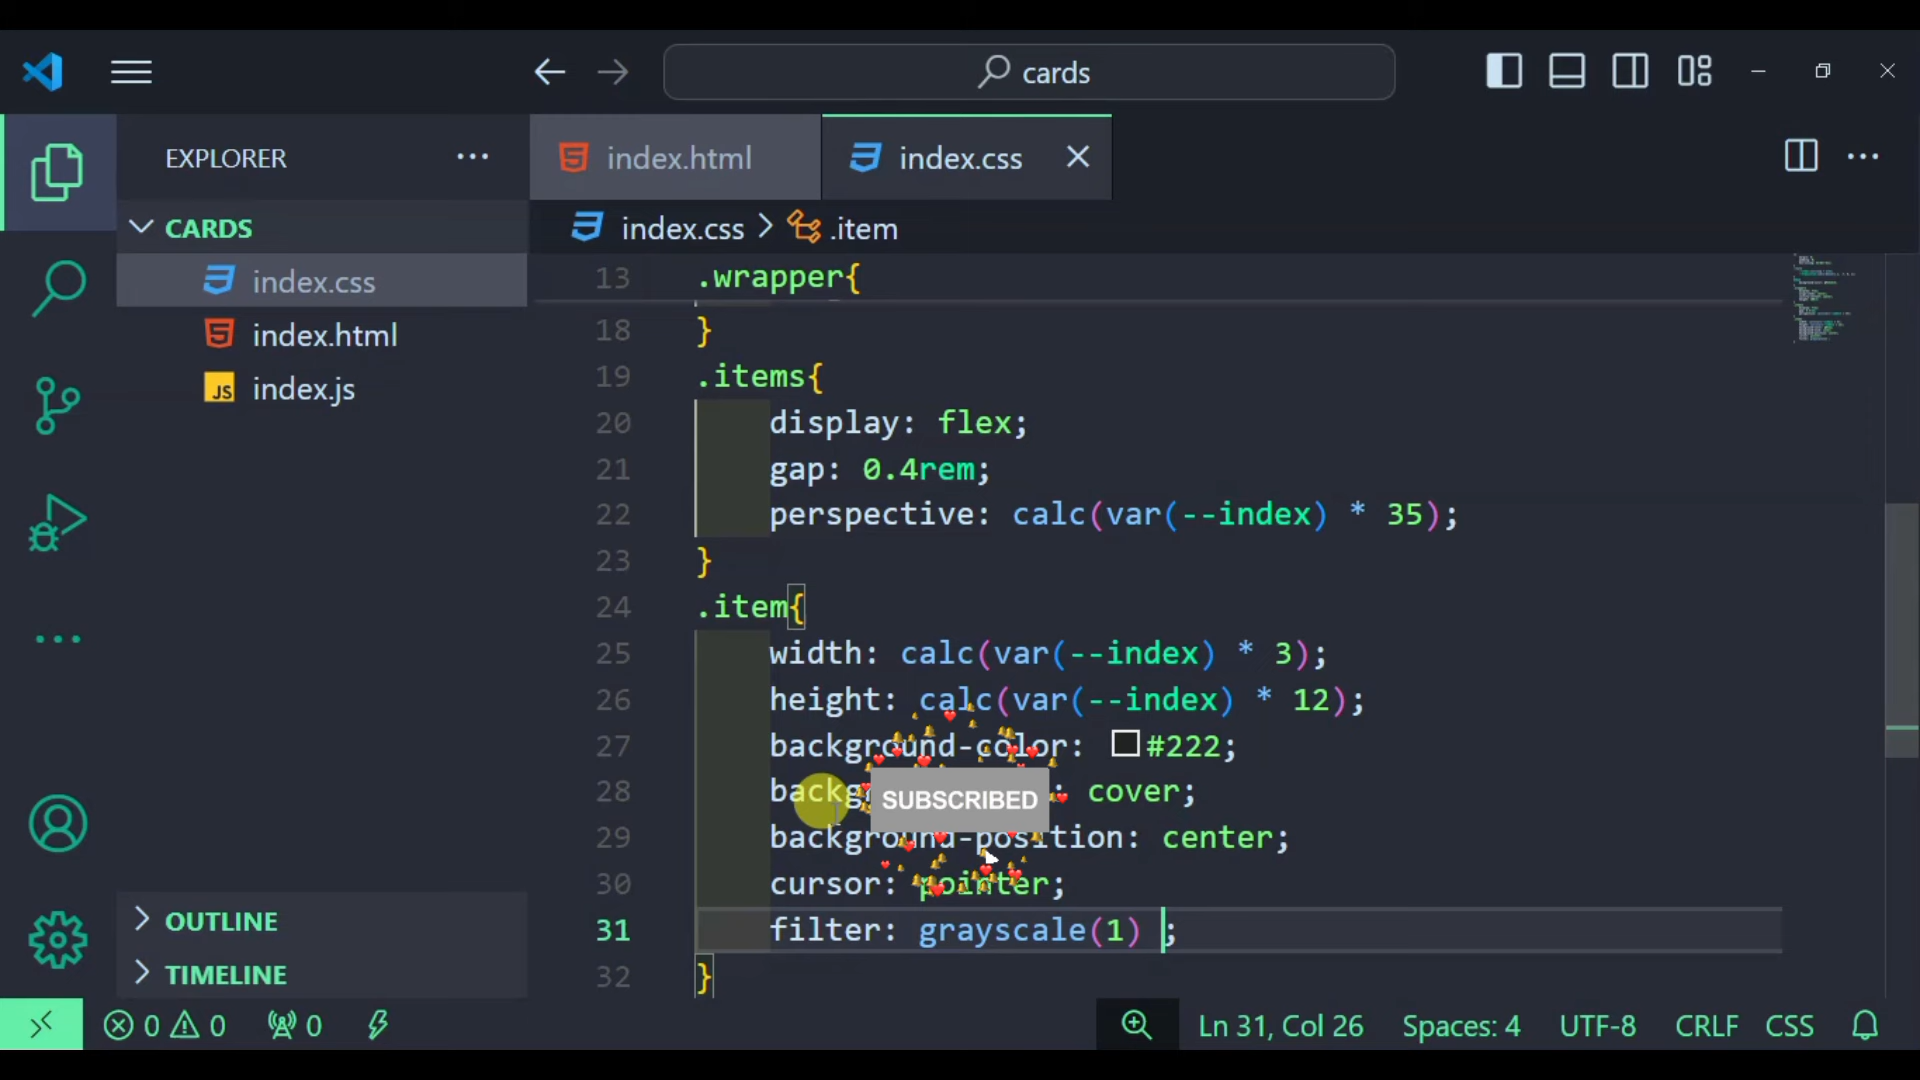 cards
EXPLORER
index.html
index.css
CARDS
index.css
index.html
JS index.js
index.css > .item
13 .wrapper{
18 }
19 .items{
20 display: flex;
21 gap: 0.4rem;
22 perspective: calc(var(--index) * 35);
23 }
24 .item{
25 width: calc(var(--index) * 3);
26 height: calc(var(--index) * 12);
27 background-color: #222;
28 backg : cover;
SUBSCRIBED
29 background-position: center;
30 cursor: pointer;
31 filter: grayscale(1) ;
32 }
OUTLINE
TIMELINE
0 0 0
Ln 31, Col 26 Spaces: 4 UTF-8 CRLF CSS